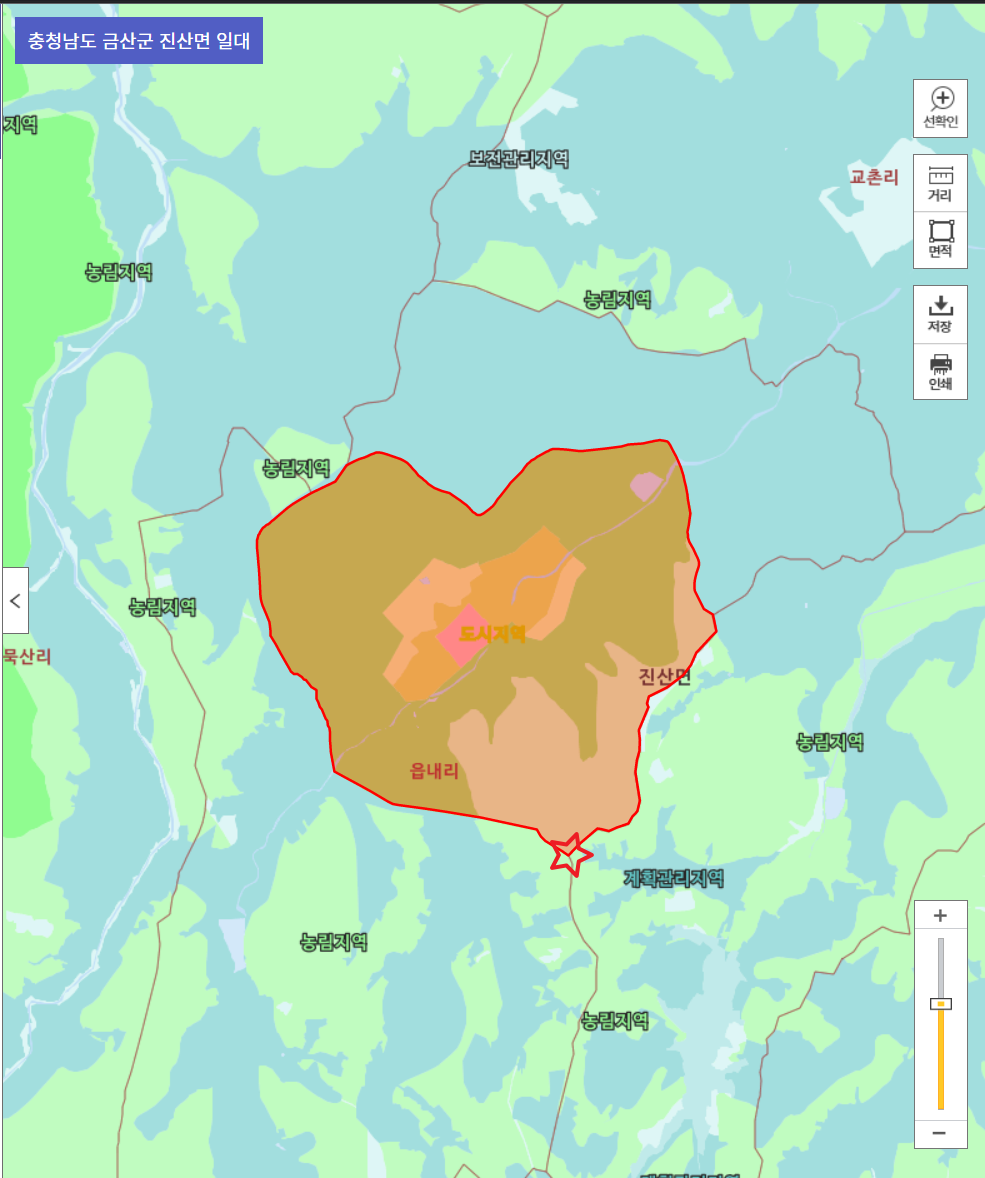 충청남도 금산군 진산면 일대
선확인
지역
보전관리지역
교촌리
거리
면적
농림지역
농림지역
저장
인쇄
농림지역
<
농림지역
도시지역
묵산리
진산면
농림지역
읍내리
계획관리지역
+
농림지역
농림지역
−